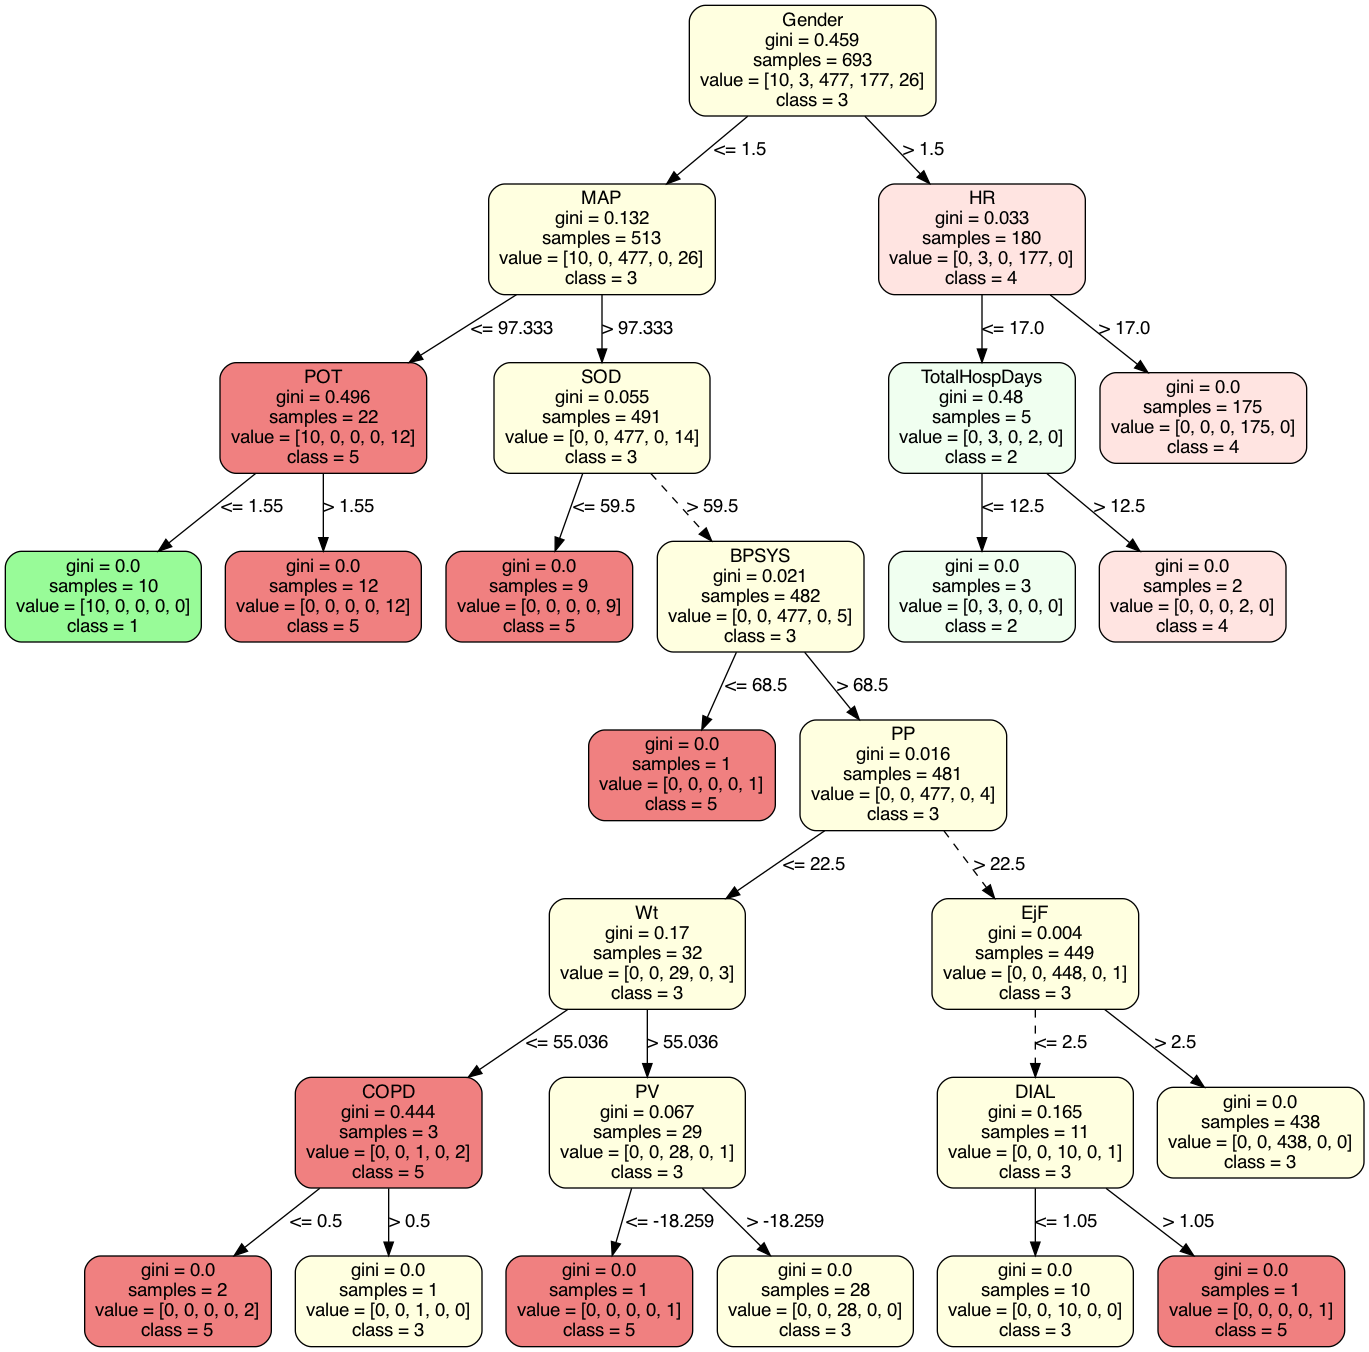 Gender
gini = 0.459
samples = 693
value = [10, 3, 477, 177, 26]
class = 3
<= 1.5
> 1.5
MAP
gini = 0.132
samples = 513
value = [10, 0, 477, 0, 26]
class = 3
HR
gini = 0.033
samples = 180
value = [0, 3, 0, 177, 0]
class = 4
<= 97.333
> 97.333
<= 17.0
> 17.0
POT
gini = 0.496
samples = 22
value = [10, 0, 0, 0, 12]
class = 5
SOD
gini = 0.055
samples = 491
value = [0, 0, 477, 0, 14]
class = 3
TotalHospDays
gini = 0.48
samples = 5
value = [0, 3, 0, 2, 0]
class = 2
gini = 0.0
samples = 175
value = [0, 0, 0, 175, 0]
class = 4
<= 1.55
> 1.55
<= 59.5
> 59.5
<= 12.5
> 12.5
gini = 0.0
samples = 10
value = [10, 0, 0, 0, 0]
class = 1
gini = 0.0
samples = 12
value = [0, 0, 0, 0, 12]
class = 5
gini = 0.0
samples = 9
value = [0, 0, 0, 0, 9]
class = 5
BPSYS
gini = 0.021
samples = 482
value = [0, 0, 477, 0, 5]
class = 3
gini = 0.0
samples = 3
value = [0, 3, 0, 0, 0]
class = 2
gini = 0.0
samples = 2
value = [0, 0, 0, 2, 0]
class = 4
<= 68.5
> 68.5
gini = 0.0
samples = 1
value = [0, 0, 0, 0, 1]
class = 5
PP
gini = 0.016
samples = 481
value = [0, 0, 477, 0, 4]
class = 3
<= 22.5
> 22.5
Wt
gini = 0.17
samples = 32
value = [0, 0, 29, 0, 3]
class = 3
EjF
gini = 0.004
samples = 449
value = [0, 0, 448, 0, 1]
class = 3
<= 55.036
> 55.036
<= 2.5
> 2.5
COPD
gini = 0.444
samples = 3
value = [0, 0, 1, 0, 2]
class = 5
PV
gini = 0.067
samples = 29
value = [0, 0, 28, 0, 1]
class = 3
DIAL
gini = 0.165
samples = 11
value = [0, 0, 10, 0, 1]
class = 3
gini = 0.0
samples = 438
value = [0, 0, 438, 0, 0]
class = 3
<= 0.5
> 0.5
<= -18.259
> -18.259
<= 1.05
> 1.05
gini = 0.0
samples = 2
value = [0, 0, 0, 0, 2]
class = 5
gini = 0.0
samples = 1
value = [0, 0, 1, 0, 0]
class = 3
gini = 0.0
samples = 1
value = [0, 0, 0, 0, 1]
class = 5
gini = 0.0
samples = 28
value = [0, 0, 28, 0, 0]
class = 3
gini = 0.0
samples = 10
value = [0, 0, 10, 0, 0]
class = 3
gini = 0.0
samples = 1
value = [0, 0, 0, 0, 1]
class = 5